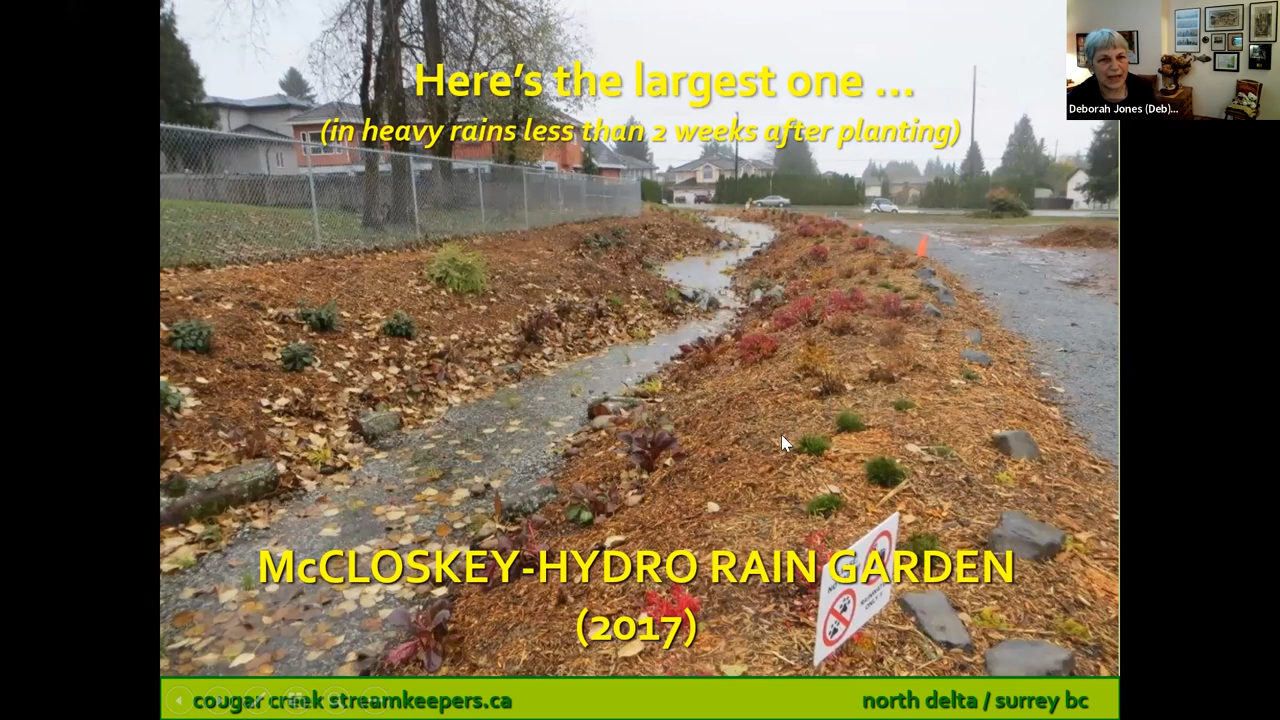 Here's the largest one ...
(in heavy rains less than 2 weeks after planting)
Deborah Jones (Deb)...
McCLOSKEY-HYDRO RAIN GARDEN
(2017)
cougar creek streamkeepers.ca
north delta / surrey bc